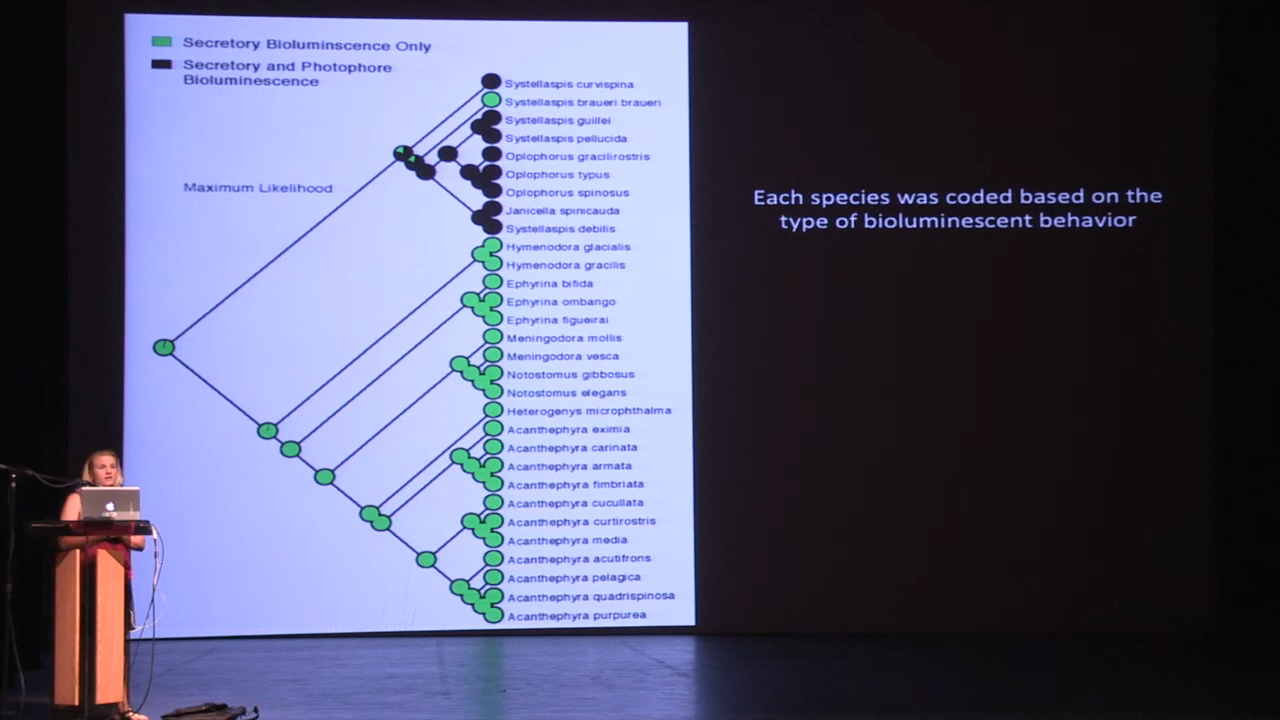 Secretory Bioluminscence Only
Secretory and Photophore
Bioluminescence
Maximum Likelihood
Systellaspis curvispina
Systellaspis braueri braueri
Systellaspis guillei
Systellaspis pellucida
Oplophorus gracilirostris
Oplophorus typus
Oplophorus spinosus
Janicella spinicauda
Systellaspis debilis
Hymenodora glacialis
Hymenodora gracilis
Ephyrina bifida
Ephyrina ombango
Ephyrina figueirai
Meningodora mollis
Meningodora vesca
Notostomus gibbosus
Notostomus elegans
Heterogenys microphthalma
Acanthephyra eximia
Acanthephyra carinata
Acanthephyra armata
Acanthephyra fimbriata
Acanthephyra cucullata
Acanthephyra curtirostris
Acanthephyra media
Acanthephyra acutifrons
Acanthephyra pelagica
Acanthephyra quadrispinosa
Acanthephyra purpurea
Each species was coded based on the
type of bioluminescent behavior